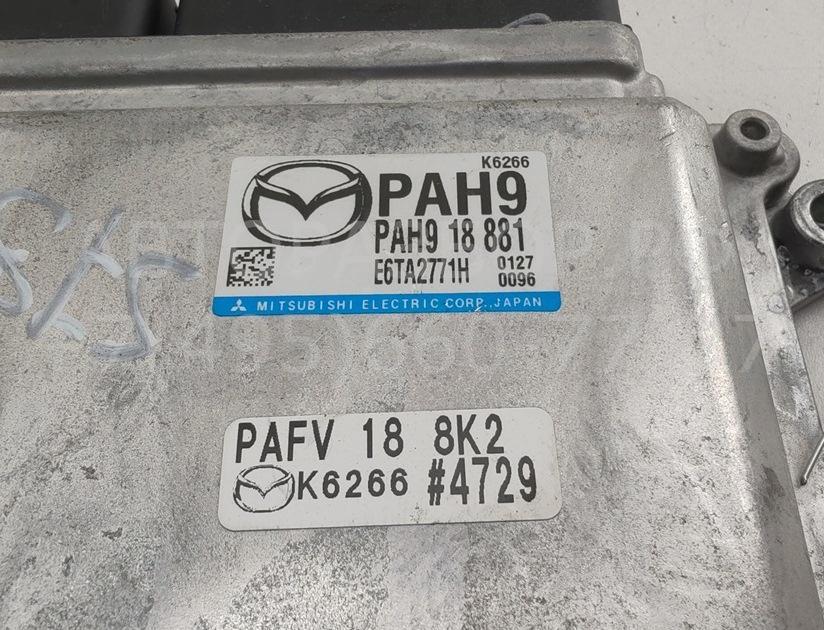 K6266
PAH9
PAH9 18 881
E6TA2771H 0127
0096
MITSUBISHI ELECTRIC CORP., JAPAN
PAFV 18 8K2
K6266 #4729